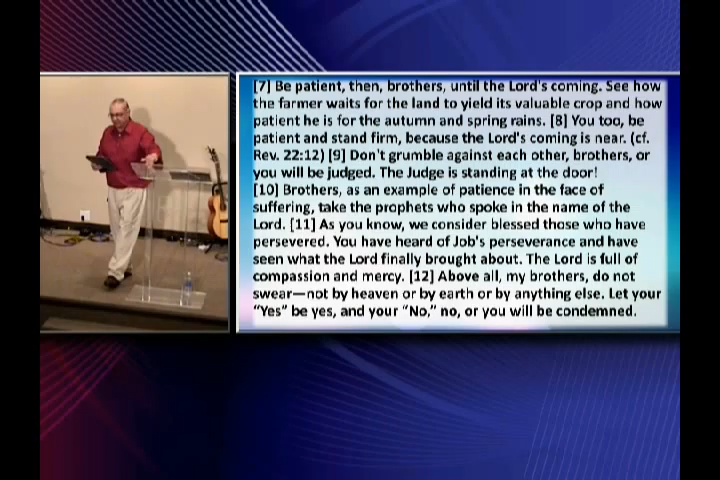 [7] Be patient, then, brothers, until the Lord's coming. See how
the farmer waits for the land to yield its valuable crop and how
patient he is for the autumn and spring rains. [8] You too, be
patient and stand firm, because the Lord's coming is near. (cf.
Rev. 22:12) [9] Don't grumble against each other, brothers, or
you will be judged. The Judge is standing at the door!
[10] Brothers, as an example of patience in the face of
suffering, take the prophets who spoke in the name of the
Lord. [11] As you know, we consider blessed those who have
persevered. You have heard of Job's perseverance and have
seen what the Lord finally brought about. The Lord is full of
compassion and mercy. [12] Above all, my brothers, do not
swear—not by heaven or by earth or by anything else. Let your
“Yes” be yes, and your “No,” no, or you will be condemned.